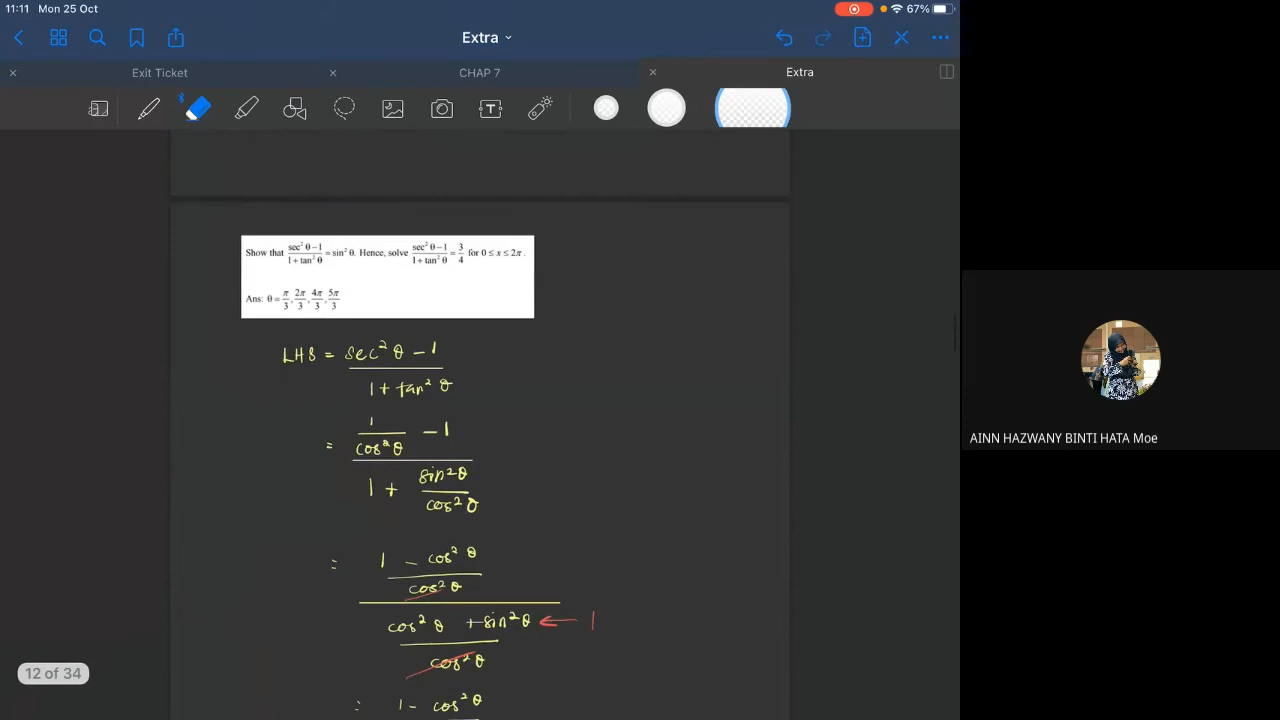 11:11 Mon 25 Oct
67%
Extra
Exit Ticket
CHAP 7
Extra
Show that (sec² θ − 1)/(1 + tan² θ) = sin² θ. Hence, solve (sec² θ − 1)/(1 + tan² θ) = 3/4 for 0 ≤ x ≤ 2π.
Ans: θ = π/3, 2π/3, 4π/3, 5π/3
LHS = sec² θ − 1
1 + tan² θ
= 1/cos² θ − 1
1 + sin² θ/cos² θ
= 1 − cos² θ
cos² θ
cos² θ + sin² θ ← 1
cos² θ
= 1 − cos² θ
12 of 34
AINN HAZWANY BINTI HATA Moe